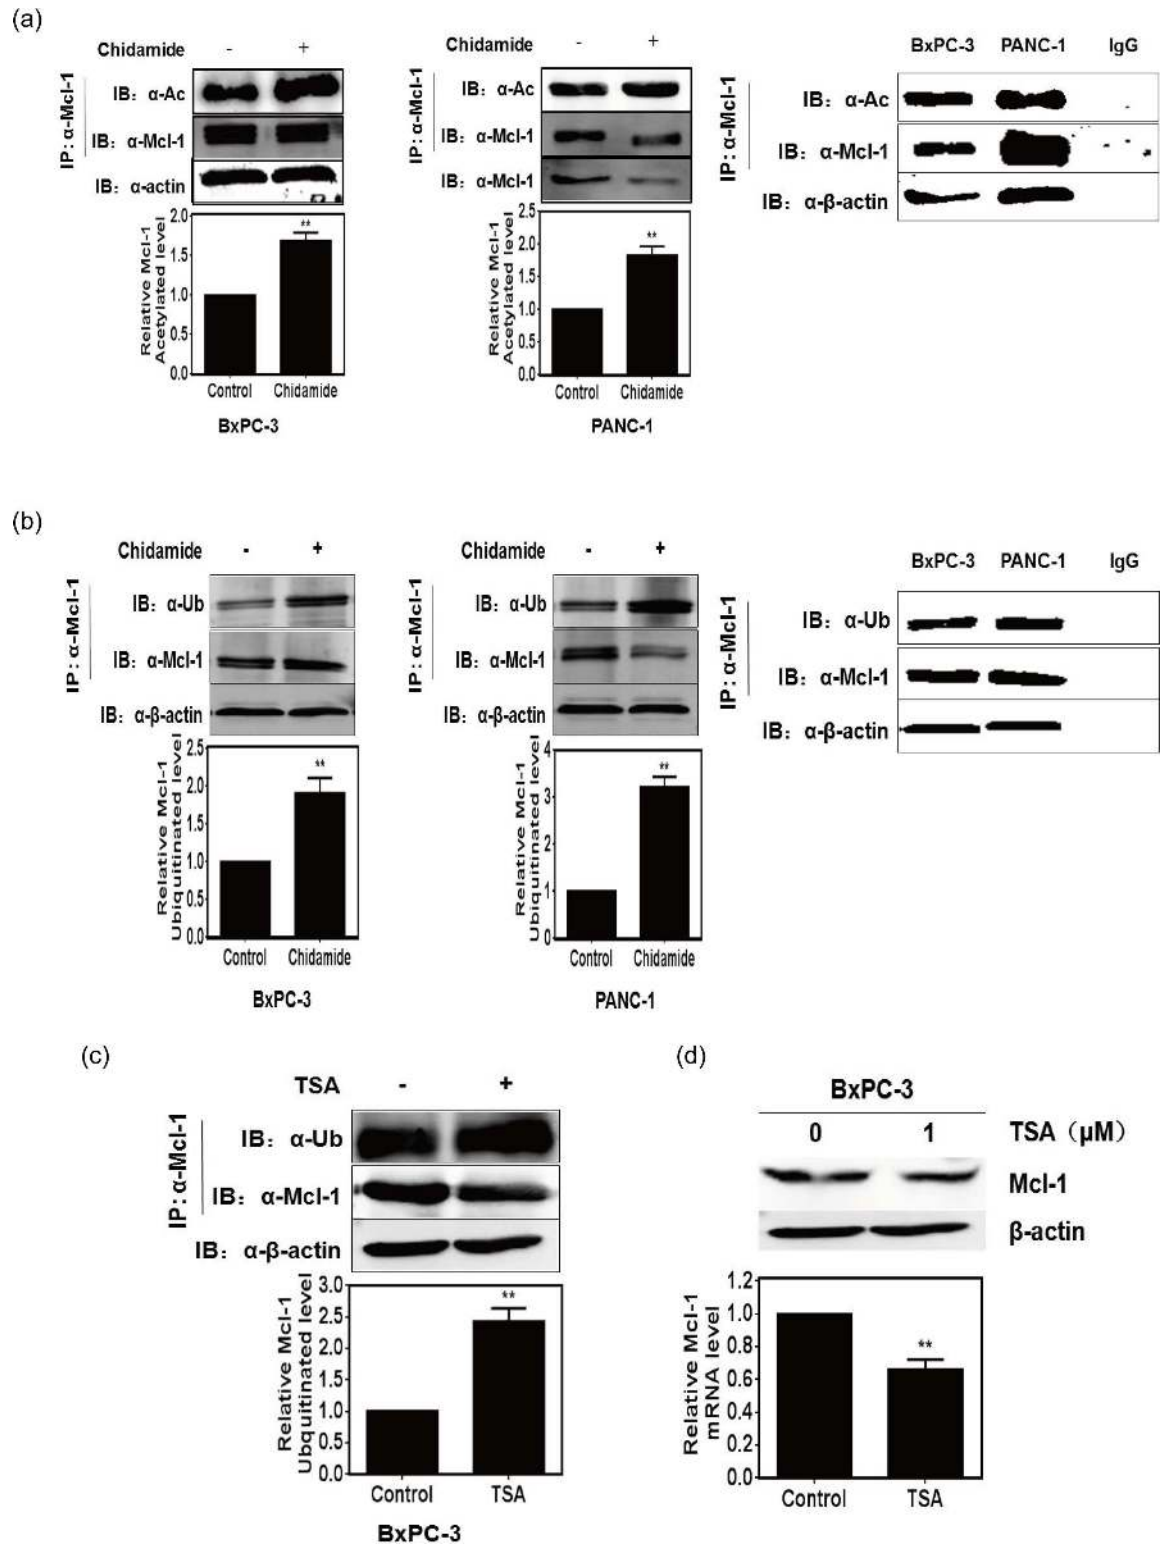 (a)
Chidamide - +
IP: α-Mcl-1
IB: α-Ac
IB: α-Mcl-1
IB: α-actin
Relative Mcl-1
Acetylated level
2.0
1.5
1.0
0.5
0.0
**
Control Chidamide
BxPC-3
Chidamide - +
IP: α-Mcl-1
IB: α-Ac
IB: α-Mcl-1
IB: α-Mcl-1
Relative Mcl-1
Acetylated level
2.5
2.0
1.5
1.0
0.5
0.0
**
Control Chidamide
PANC-1
BxPC-3 PANC-1 IgG
IP: α-Mcl-1
IB: α-Ac
IB: α-Mcl-1
IB: α-β-actin
(b)
Chidamide - +
IP: α-Mcl-1
IB: α-Ub
IB: α-Mcl-1
IB: α-β-actin
Relative Mcl-1
Ubiquitinated level
2.5
2.0
1.5
1.0
0.5
0.0
**
Control Chidamide
BxPC-3
Chidamide - +
IP: α-Mcl-1
IB: α-Ub
IB: α-Mcl-1
IB: α-β-actin
Relative Mcl-1
Ubiquitinated level
4
3
2
1
0
**
Control Chidamide
PANC-1
BxPC-3 PANC-1 IgG
IP: α-Mcl-1
IB: α-Ub
IB: α-Mcl-1
IB: α-β-actin
(c)
TSA - +
IP: α-Mcl-1
IB: α-Ub
IB: α-Mcl-1
IB: α-β-actin
Relative Mcl-1
Ubquitinated level
3.0
2.5
2.0
1.5
1.0
0.5
0.0
**
Control TSA
BxPC-3
(d)
BxPC-3
0 1 TSA (μM)
Mcl-1
β-actin
Relative Mcl-1
mRNA level
1.2
1.0
0.8
0.6
0.4
0.2
0.0
**
Control TSA